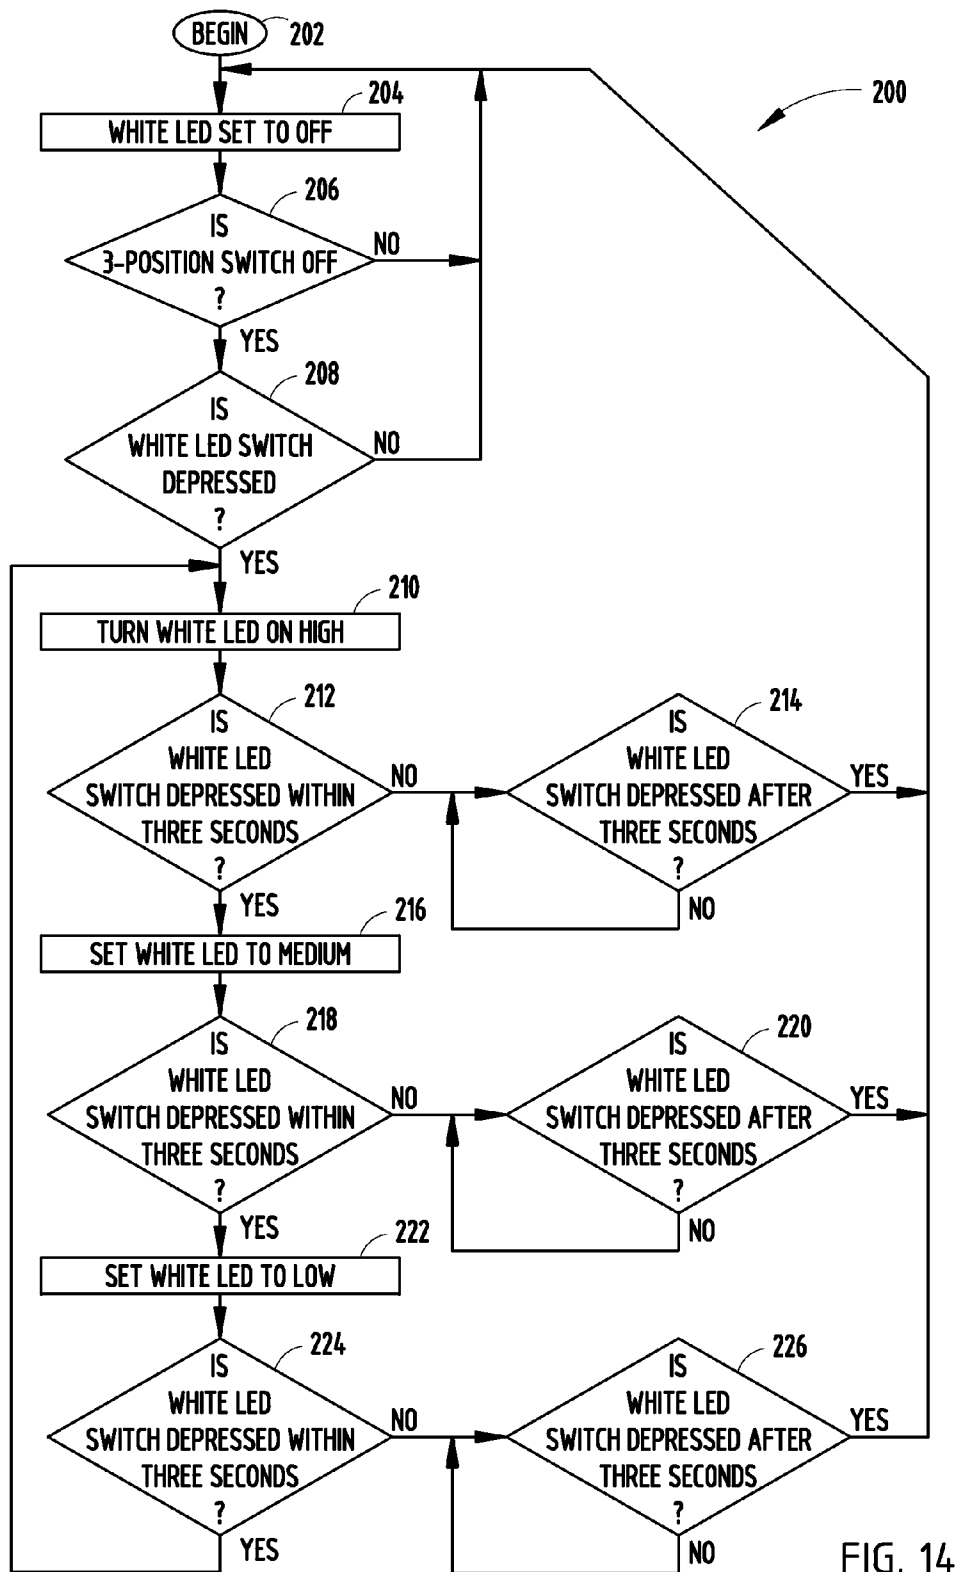 BEGIN
202
200
204
WHITE LED SET TO OFF
206
IS
3-POSITION SWITCH OFF
?
NO
YES
208
IS
WHITE LED SWITCH
DEPRESSED
?
NO
YES
210
TURN WHITE LED ON HIGH
212
IS
WHITE LED
SWITCH DEPRESSED WITHIN
THREE SECONDS
?
NO
YES
214
IS
WHITE LED
SWITCH DEPRESSED AFTER
THREE SECONDS
?
YES
NO
216
SET WHITE LED TO MEDIUM
218
IS
WHITE LED
SWITCH DEPRESSED WITHIN
THREE SECONDS
?
NO
YES
220
IS
WHITE LED
SWITCH DEPRESSED AFTER
THREE SECONDS
?
YES
NO
222
SET WHITE LED TO LOW
224
IS
WHITE LED
SWITCH DEPRESSED WITHIN
THREE SECONDS
?
NO
YES
226
IS
WHITE LED
SWITCH DEPRESSED AFTER
THREE SECONDS
?
YES
NO
FIG. 14